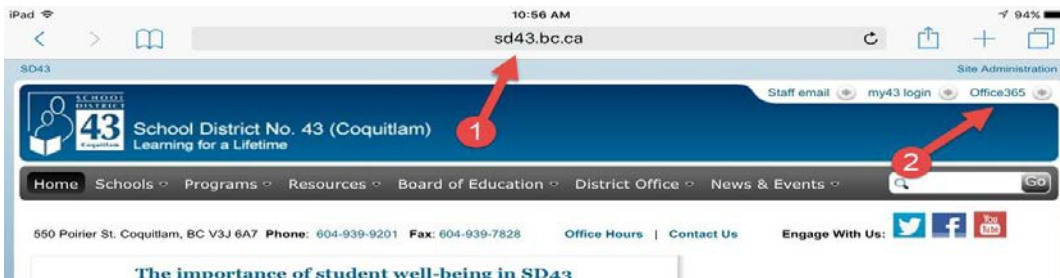 iPad 10:56 AM 94%
sd43.bc.ca
SD43 Site Administration
Staff email my43 login Office365
SCHOOL
DISTRICT
43
Coquitlam
School District No. 43 (Coquitlam)
Learning for a Lifetime
1
2
Home Schools Programs Resources Board of Education District Office News & Events Go
550 Poirier St. Coquitlam, BC V3J 6A7 Phone: 604-939-9201 Fax: 604-939-7828 Office Hours | Contact Us Engage With Us: f You Tube
The importance of student well-being in SD43